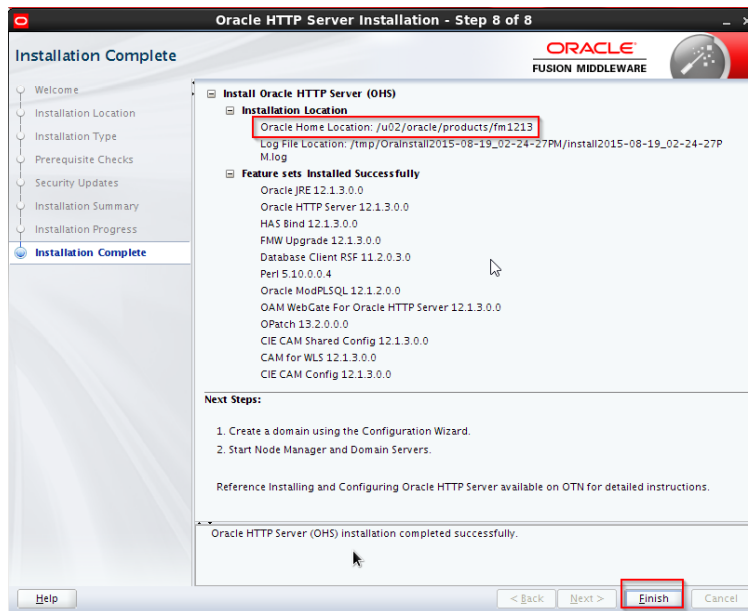 Oracle HTTP Server Installation - Step 8 of 8
Installation Complete
ORACLE
FUSION MIDDLEWARE
Welcome
Installation Location
Installation Type
Prerequisite Checks
Security Updates
Installation Summary
Installation Progress
Installation Complete
Install Oracle HTTP Server (OHS)
Installation Location
Oracle Home Location: /u02/oracle/products/fm1213
Log File Location: /tmp/OraInstall2015-08-19_02-24-27PM/install2015-08-19_02-24-27P
M.log
Feature sets Installed Successfully
Oracle JRE 12.1.3.0.0
Oracle HTTP Server 12.1.3.0.0
HAS Bind 12.1.3.0.0
FMW Upgrade 12.1.3.0.0
Database Client RSF 11.2.0.3.0
Perl 5.10.0.0.4
Oracle ModPLSQL 12.1.2.0.0
OAM WebGate For Oracle HTTP Server 12.1.3.0.0
OPatch 13.2.0.0.0
CIE CAM Shared Config 12.1.3.0.0
CAM for WLS 12.1.3.0.0
CIE CAM Config 12.1.3.0.0
Next Steps:
1. Create a domain using the Configuration Wizard.
2. Start Node Manager and Domain Servers.
Reference Installing and Configuring Oracle HTTP Server available on OTN for detailed instructions.
Oracle HTTP Server (OHS) installation completed successfully.
Help
< Back
Next >
Finish
Cancel